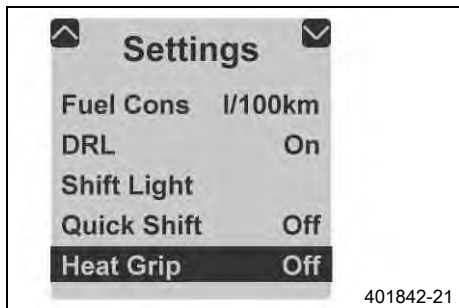 Settings
Fuel Cons l/100km
DRL On
Shift Light
Quick Shift Off
Heat Grip Off
401842-21